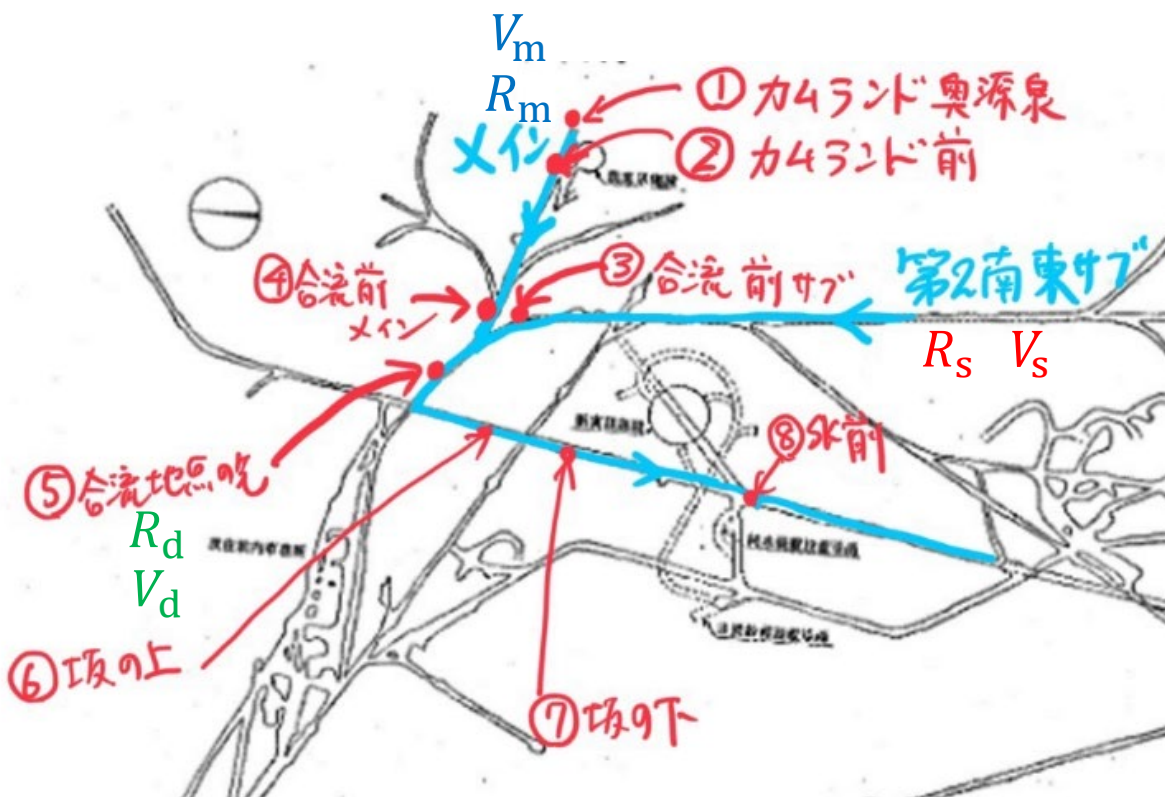 Vm
Rm
メイン
① カムランド奥源泉
② カムランド前
③ 合流前サブ
④ 合流前
メイン
第2南東サブ
Rs Vs
⑧ SK前
⑤ 合流地点の先
Rd
Vd
⑥ 坂の上
⑦ 坂の下